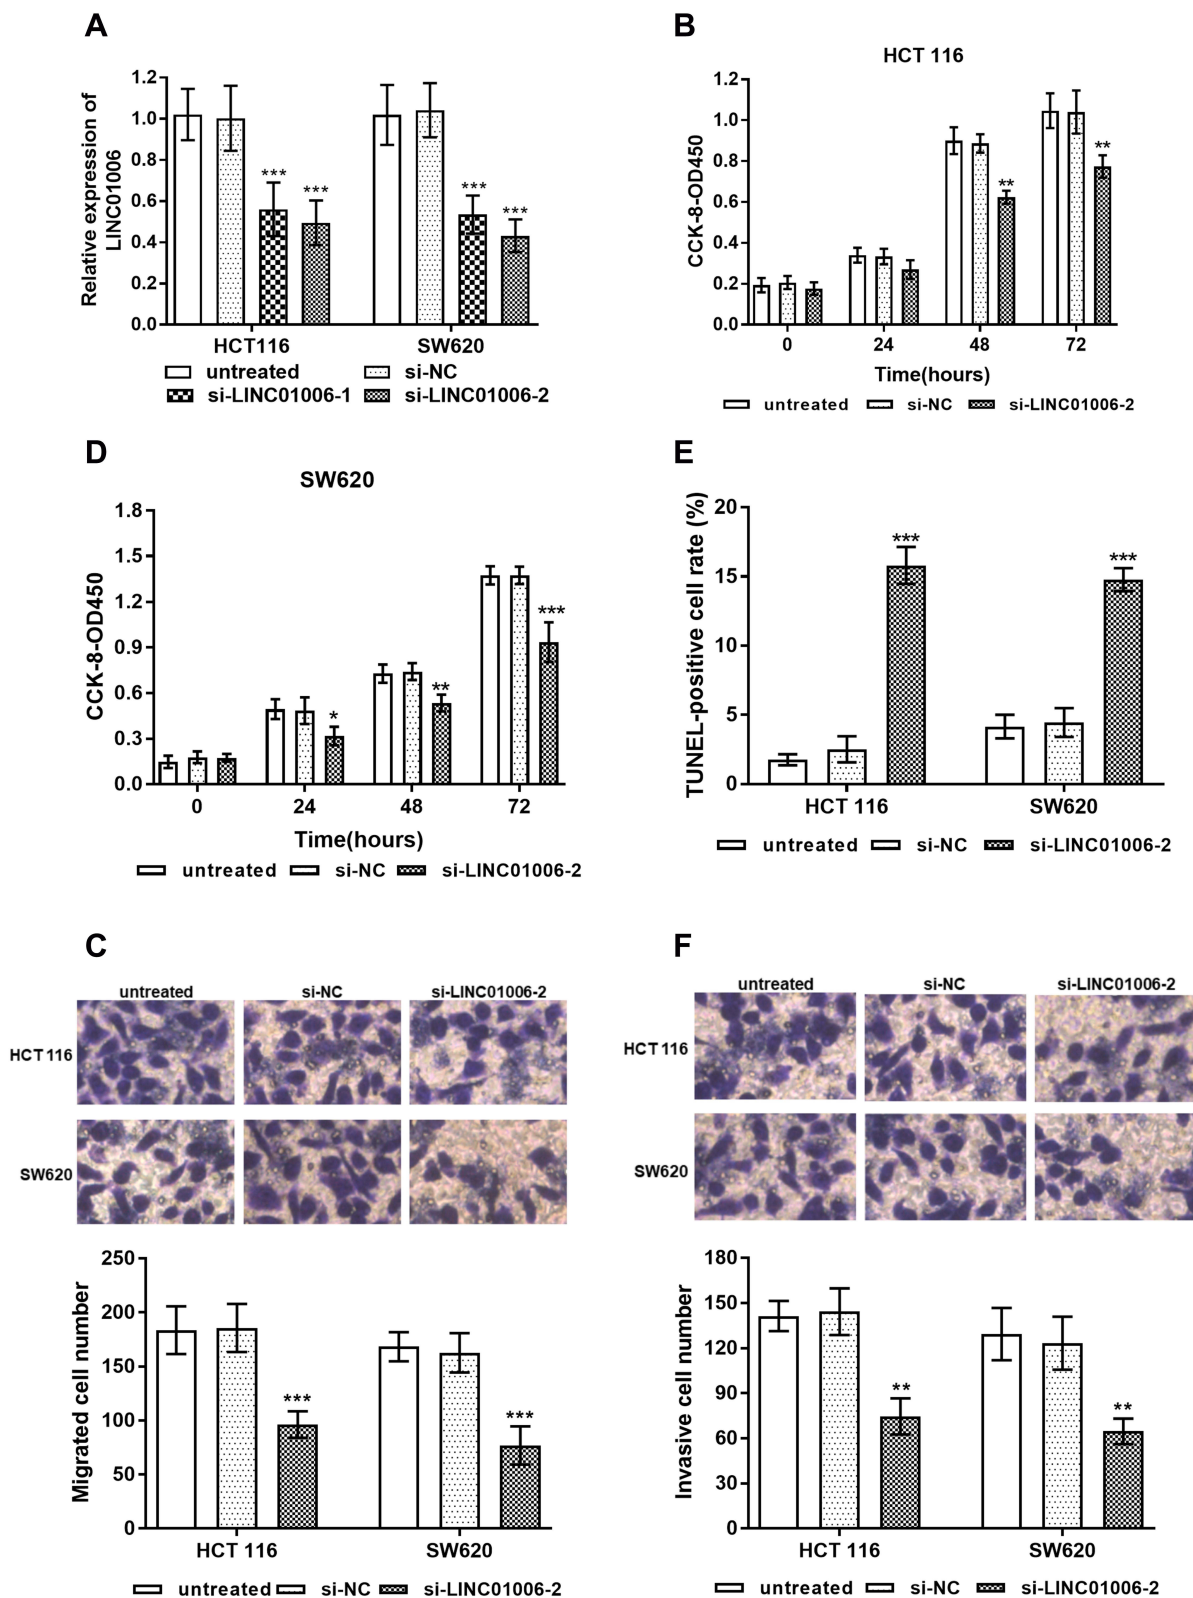 A
Relative expression of
LINC01006
1.2
1.0
0.8
0.6
0.4
0.2
0.0
***
***
***
***
HCT116
SW620
untreated
si-NC
si-LINC01006-1
si-LINC01006-2
B
HCT 116
CCK-8-OD450
1.2
1.0
0.8
0.6
0.4
0.2
0.0
**
**
0
24
48
72
Time(hours)
untreated
si-NC
si-LINC01006-2
D
SW620
CCK-8-OD450
1.8
1.5
1.2
0.9
0.6
0.3
0.0
*
**
***
0
24
48
72
Time(hours)
untreated
si-NC
si-LINC01006-2
E
TUNEL-positive cell rate (%)
20
15
10
5
0
***
***
HCT 116
SW620
untreated
si-NC
si-LINC01006-2
C
untreated
si-NC
si-LINC01006-2
HCT 116
SW620
Migrated cell number
250
200
150
100
50
0
***
***
HCT 116
SW620
untreated
si-NC
si-LINC01006-2
F
untreated
si-NC
si-LINC01006-2
HCT 116
SW620
Invasive cell number
180
150
120
90
60
30
0
**
**
HCT 116
SW620
untreated
si-NC
si-LINC01006-2